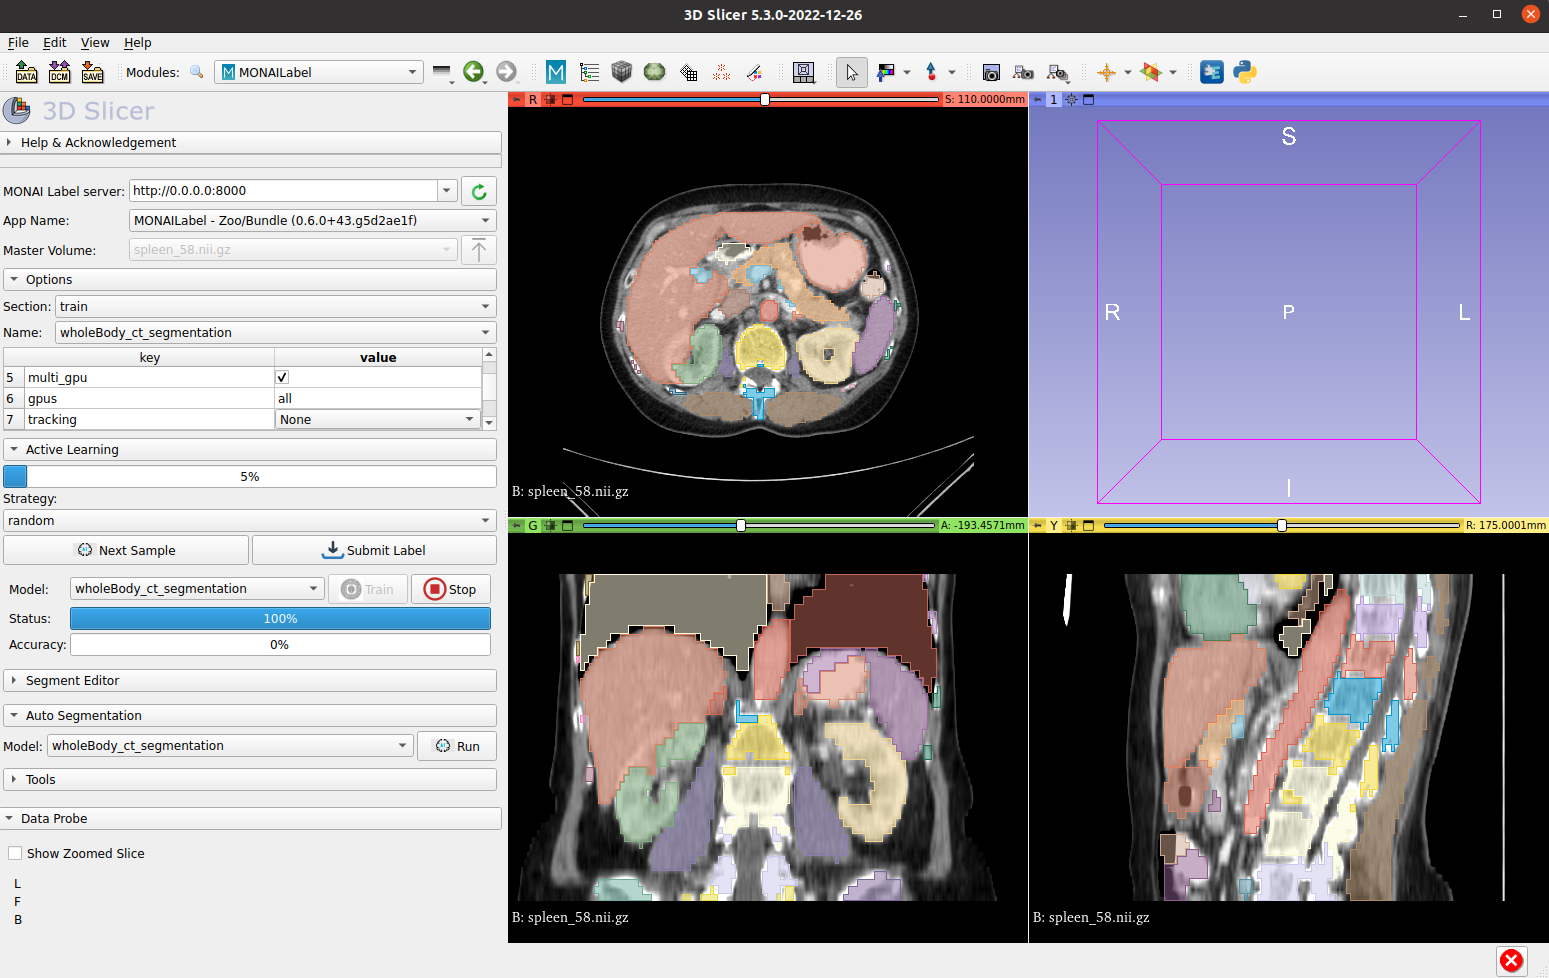 3D Slicer 5.3.0-2022-12-26
File Edit View Help
DATA DCM SAVE Modules: MONAILabel
3D Slicer
Help & Acknowledgement
MONAI Label server: http://0.0.0.0:8000
App Name: MONAILabel - Zoo/Bundle (0.6.0+43.g5d2ae1f)
Master Volume: spleen_58.nii.gz
Options
Section: train
Name: wholeBody_ct_segmentation
key value
5 multi_gpu
6 gpus all
7 tracking None
Active Learning
5%
Strategy:
random
Next Sample Submit Label
Model: wholeBody_ct_segmentation Train Stop
Status: 100%
Accuracy: 0%
Segment Editor
Auto Segmentation
Model: wholeBody_ct_segmentation Run
Tools
Data Probe
Show Zoomed Slice
L
F
B
R S: 110.0000mm
B: spleen_58.nii.gz
1
S
R P L
I
G A: -193.4571mm
B: spleen_58.nii.gz
Y R: 175.0001mm
B: spleen_58.nii.gz